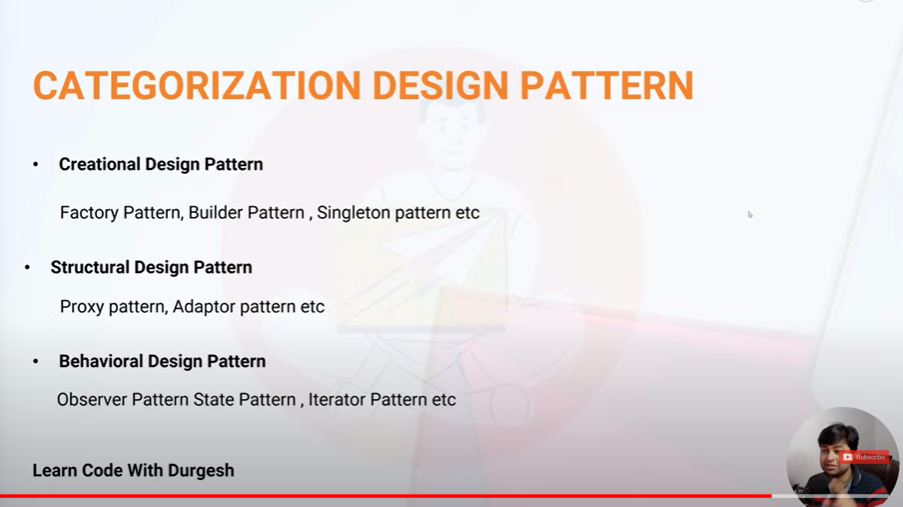 CATEGORIZATION DESIGN PATTERN
• Creational Design Pattern
Factory Pattern, Builder Pattern , Singleton pattern etc
• Structural Design Pattern
Proxy pattern, Adaptor pattern etc
• Behavioral Design Pattern
Observer Pattern State Pattern , Iterator Pattern etc
Learn Code With Durgesh
Subscribe